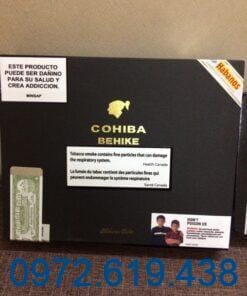 ESTE PRODUCTO
PUEDE SER DAÑINO
PARA SU SALUD Y
CREA ADICCION.
MINSAP
Habanos
COHIBA
BEHIKE
Tobacco smoke contains fine particles that can damage
the respiratory system.
Health Canada
La fumée du tabac contient des particules fines qui
peuvent endommager le système respiratoire
Santé Canada
DON'T
POISON US
Habana, Cuba
0972.619.438